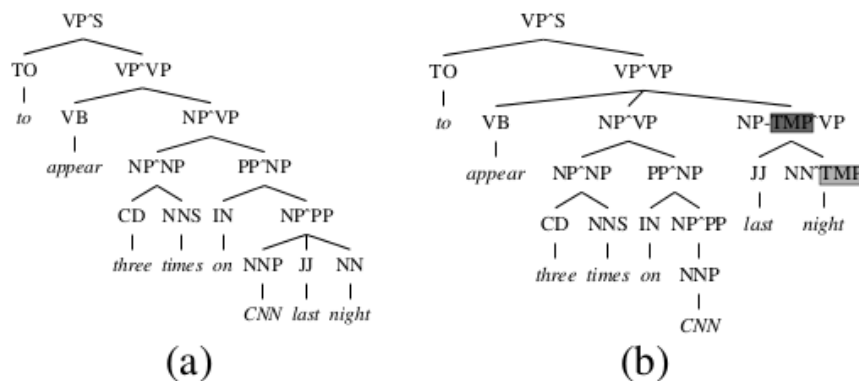 VP^S VP^S
TO VP^VP TO VP^VP
to VB NP^VP to VB NP^VP NP-TMP^VP
appear NP^NP PP^NP appear NP^NP PP^NP JJ NN^TMP
CD NNS IN NP^PP CD NNS IN NP^PP last night
three times on NNP JJ NN three times on NNP
CNN last night CNN
(a) (b)